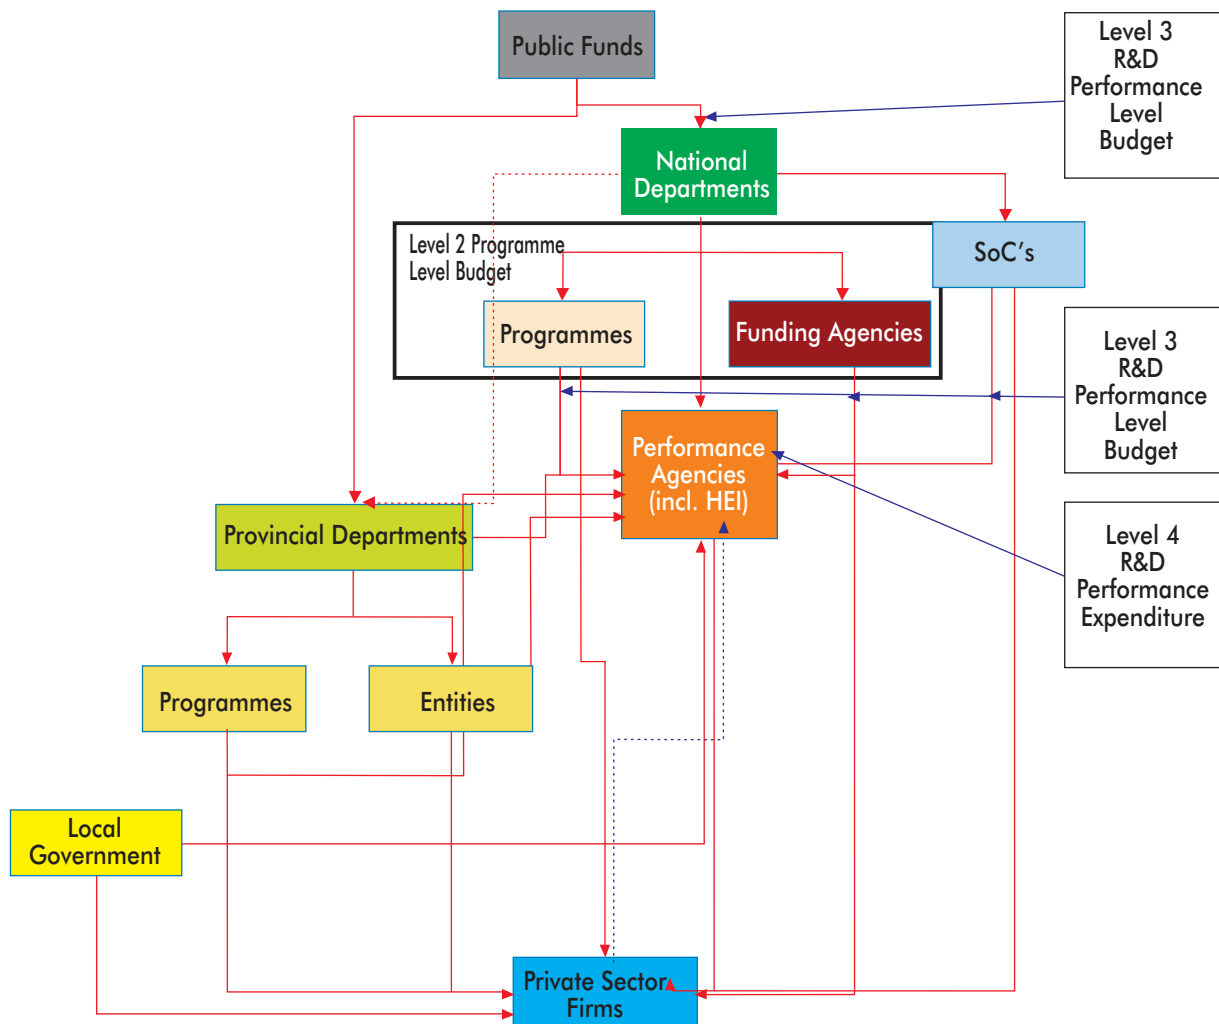 Public Funds
Level 3
R&D
Performance
Level
Budget
National
Departments
Level 2 Programme
Level Budget
SoC's
Programmes
Funding Agencies
Level 3
R&D
Performance
Level
Budget
Performance
Agencies
(incl. HEI)
Provincial Departments
Level 4
R&D
Performance
Expenditure
Programmes
Entities
Local
Government
Private Sector
Firms